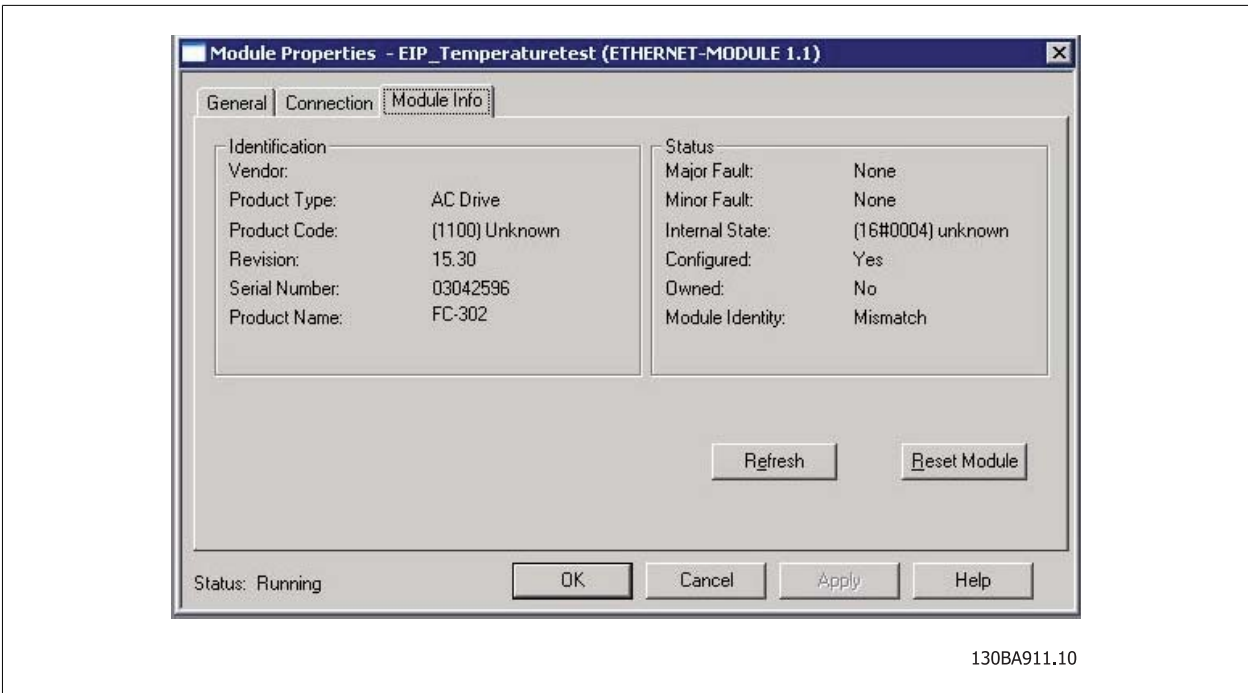 Module Properties - EIP_Temperaturetest (ETHERNET-MODULE 1.1)
General Connection Module Info
Identification
Vendor:
Product Type: AC Drive
Product Code: (1100) Unknown
Revision: 15.30
Serial Number: 03042596
Product Name: FC-302
Status
Major Fault: None
Minor Fault: None
Internal State: (16#0004) unknown
Configured: Yes
Owned: No
Module Identity: Mismatch
Refresh Reset Module
Status: Running OK Cancel Apply Help
130BA911.10